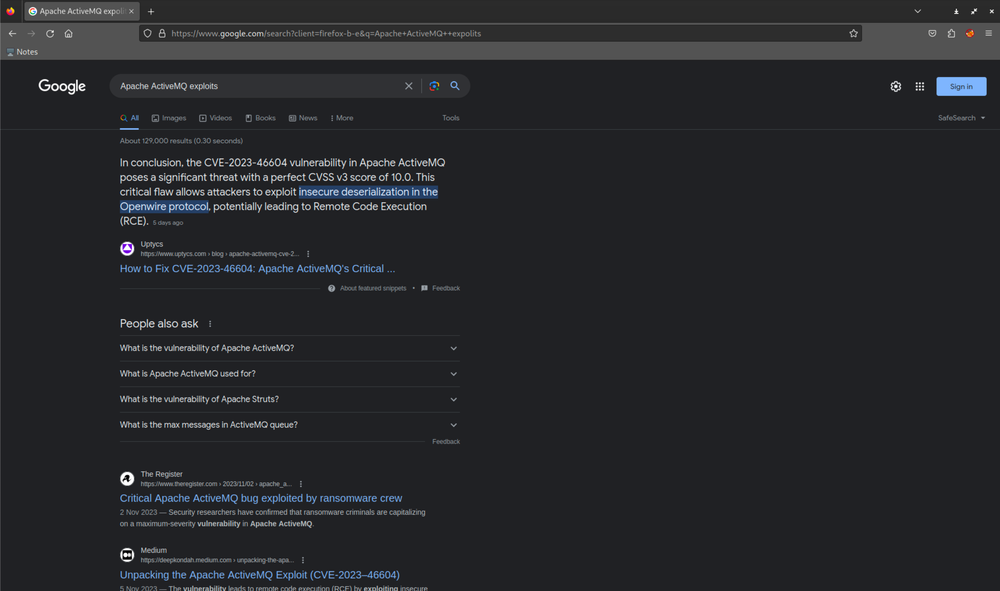 Apache ActiveMQ expoli
https://www.google.com/search?client=firefox-b-e&q=Apache+ActiveMQ++expolits
Notes
Google
Apache ActiveMQ exploits
Sign in
All Images Videos Books News More Tools
SafeSearch
About 129,000 results (0.30 seconds)
In conclusion, the CVE-2023-46604 vulnerability in Apache ActiveMQ
poses a significant threat with a perfect CVSS v3 score of 10.0. This
critical flaw allows attackers to exploit insecure deserialization in the
Openwire protocol, potentially leading to Remote Code Execution
(RCE). 5 days ago
Uptycs
https://www.uptycs.com › blog › apache-activemq-cve-2...
How to Fix CVE-2023-46604: Apache ActiveMQ's Critical ...
About featured snippets • Feedback
People also ask
What is the vulnerability of Apache ActiveMQ?
What is Apache ActiveMQ used for?
What is the vulnerability of Apache Struts?
What is the max messages in ActiveMQ queue?
Feedback
The Register
https://www.theregister.com › 2023/11/02 › apache_a...
Critical Apache ActiveMQ bug exploited by ransomware crew
2 Nov 2023 — Security researchers have confirmed that ransomware criminals are capitalizing
on a maximum-severity vulnerability in Apache ActiveMQ.
Medium
https://deepkondah.medium.com › unpacking-the-apa...
Unpacking the Apache ActiveMQ Exploit (CVE-2023–46604)
5 Nov 2023 — The vulnerability leads to remote code execution (RCE) by exploiting insecure